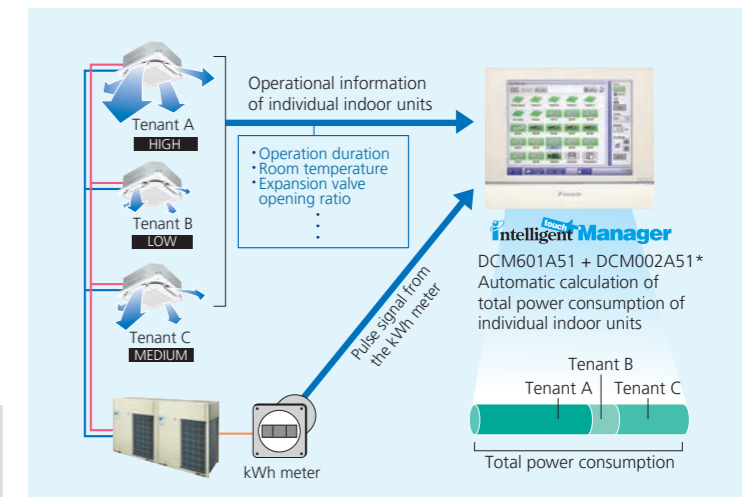 Tenant A
HIGH
Tenant B
LOW
Tenant C
MEDIUM
Operational information
of individual indoor units
・Operation duration
・Room temperature
・Expansion valve
opening ratio
Pulse signal from
the kWh meter
kWh meter
intelligent touch Manager
DCM601A51 + DCM002A51*
Automatic calculation of
total power consumption of
individual indoor units
Tenant B
Tenant A
Tenant C
Total power consumption